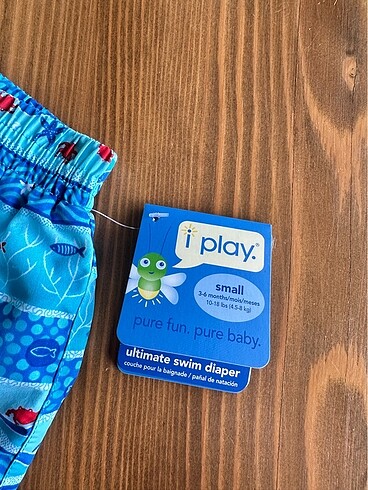 i play.®
small
3-6 months/mois/meses
10-18 lbs (4.5-8 kg)
pure fun. pure baby.
ultimate swim diaper
couche pour la baignade / pañal de natación